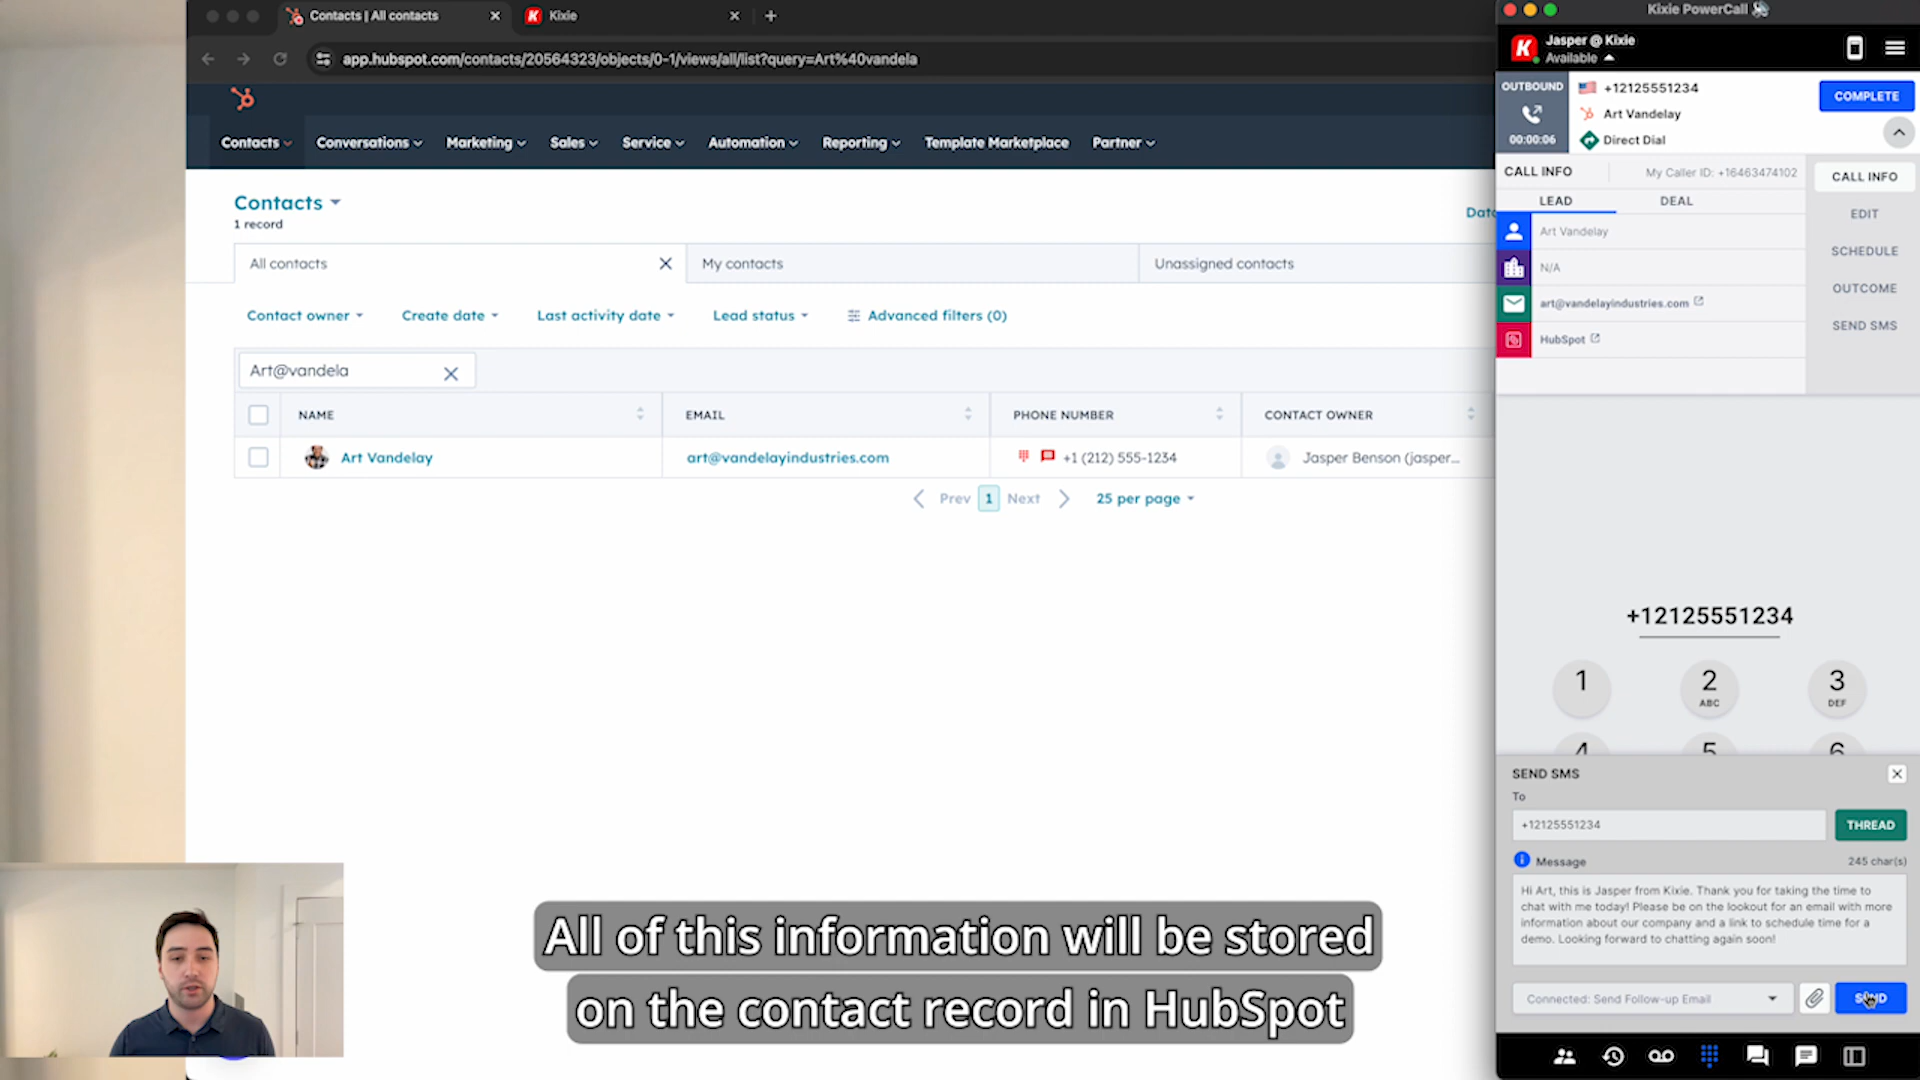 Contacts | All contacts
Kixie
app.hubspot.com/contacts/20564323/objects/0-1/views/all/list?query=Art%40vandela
Contacts
Conversations
Marketing
Sales
Service
Automation
Reporting
Template Marketplace
Partner
Contacts
1 record
All contacts
My contacts
Unassigned contacts
Contact owner
Create date
Last activity date
Lead status
Advanced filters (0)
Art@vandela
NAME
EMAIL
PHONE NUMBER
CONTACT OWNER
Art Vandelay
art@vandelayindustries.com
+1 (212) 555-1234
Jasper Benson (jasper...
Prev
1
Next
25 per page
All of this information will be stored
on the contact record in HubSpot
Kixie PowerCall
K
Jasper @ Kixie
Available
OUTBOUND
00:00:06
+12125551234
Art Vandelay
Direct Dial
COMPLETE
CALL INFO
My Caller ID: +16463474102
LEAD
DEAL
Art Vandelay
N/A
art@vandelayindustries.com
HubSpot
CALL INFO
EDIT
SCHEDULE
OUTCOME
SEND SMS
+12125551234
1
2
ABC
3
DEF
4
5
6
SEND SMS
To
+12125551234
THREAD
Message
245 char(s)
Hi Art, this is Jasper from Kixie. Thank you for taking the time to
chat with me today! Please be on the lookout for an email with more
information about our company and a link to schedule time for a
demo. Looking forward to chatting again soon!
Connected: Send Follow-up Email
SEND